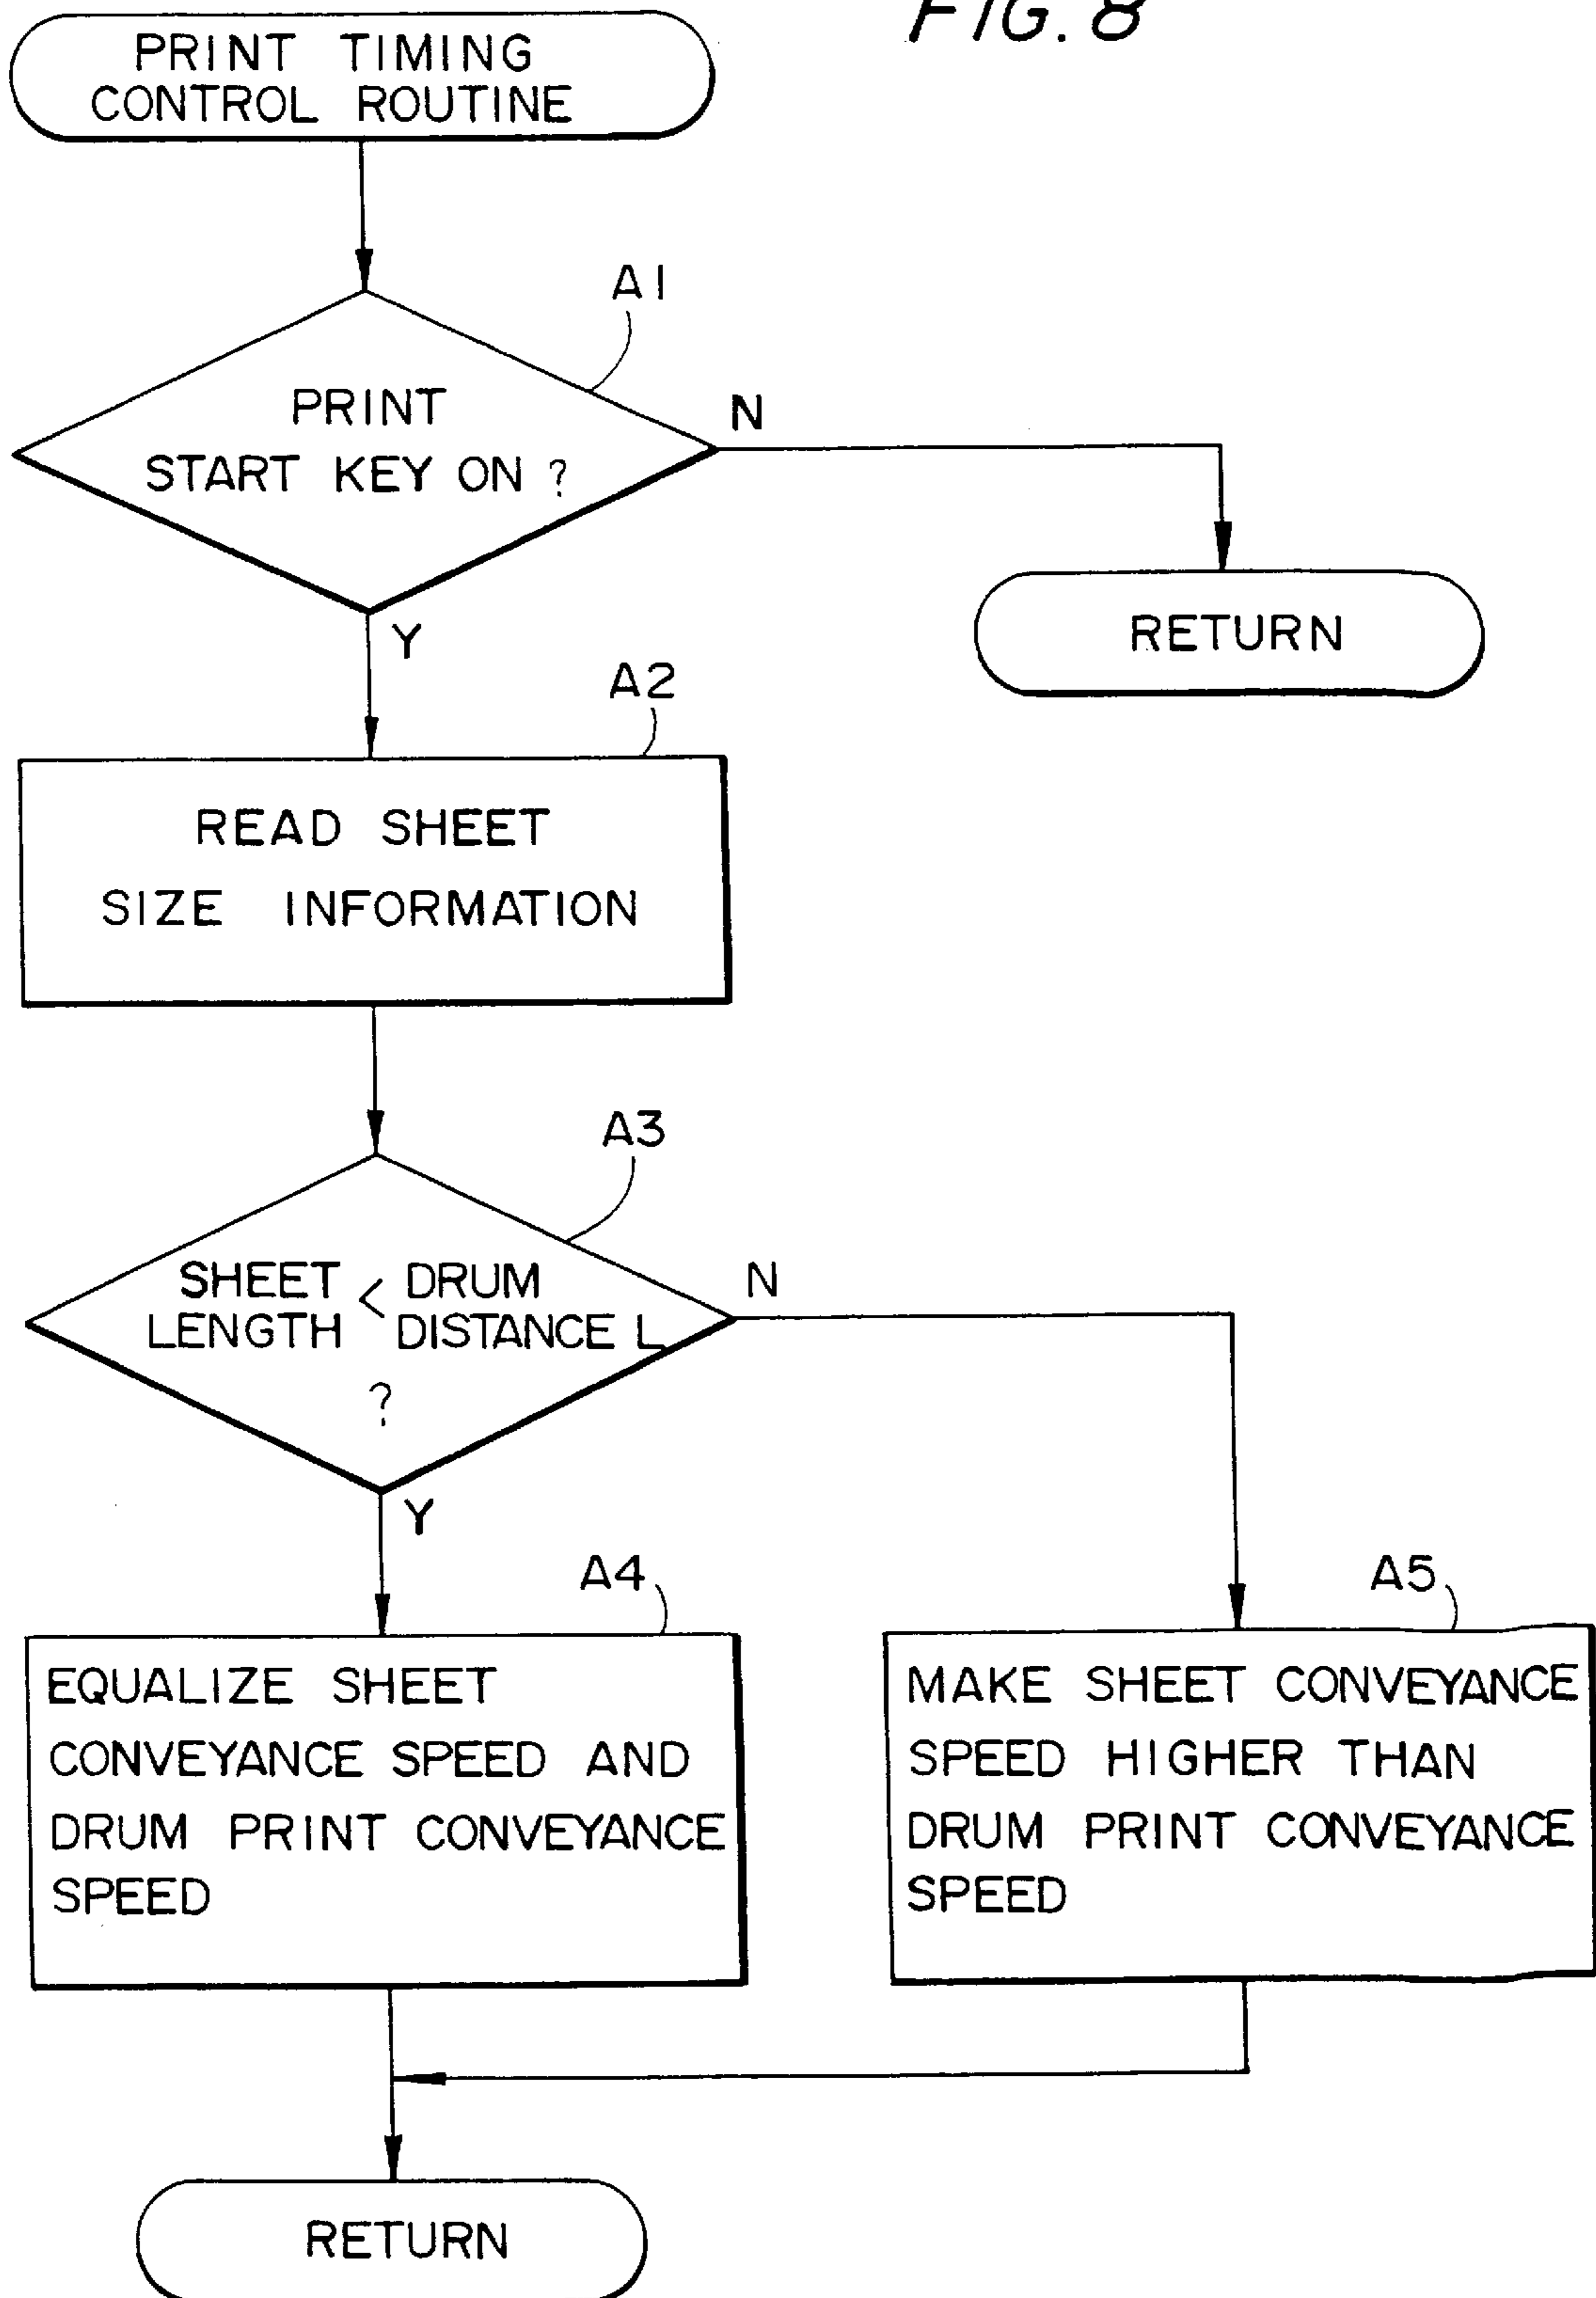 FIG. 8
PRINT TIMING
CONTROL ROUTINE
A1
PRINT
START KEY ON ?
N
RETURN
Y
A2
READ SHEET
SIZE INFORMATION
A3
SHEET < DRUM
LENGTH DISTANCE L
?
N
Y
A4
EQUALIZE SHEET
CONVEYANCE SPEED AND
DRUM PRINT CONVEYANCE
SPEED
A5
MAKE SHEET CONVEYANCE
SPEED HIGHER THAN
DRUM PRINT CONVEYANCE
SPEED
RETURN